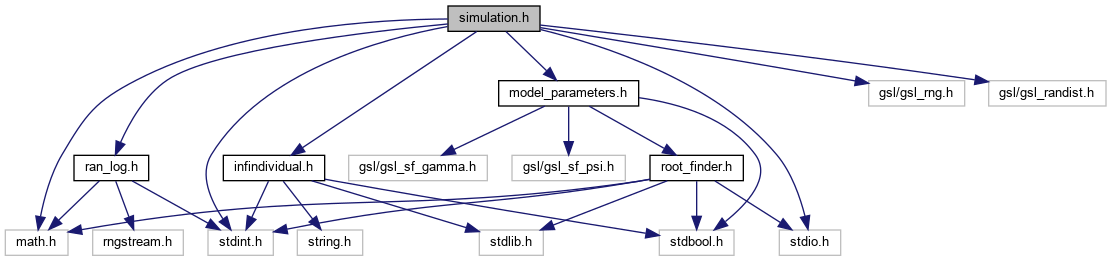 simulation.h
model_parameters.h
gsl/gsl_rng.h
gsl/gsl_randist.h
ran_log.h
infindividual.h
gsl/gsl_sf_gamma.h
gsl/gsl_sf_psi.h
root_finder.h
math.h
rngstream.h
stdint.h
string.h
stdlib.h
stdbool.h
stdio.h